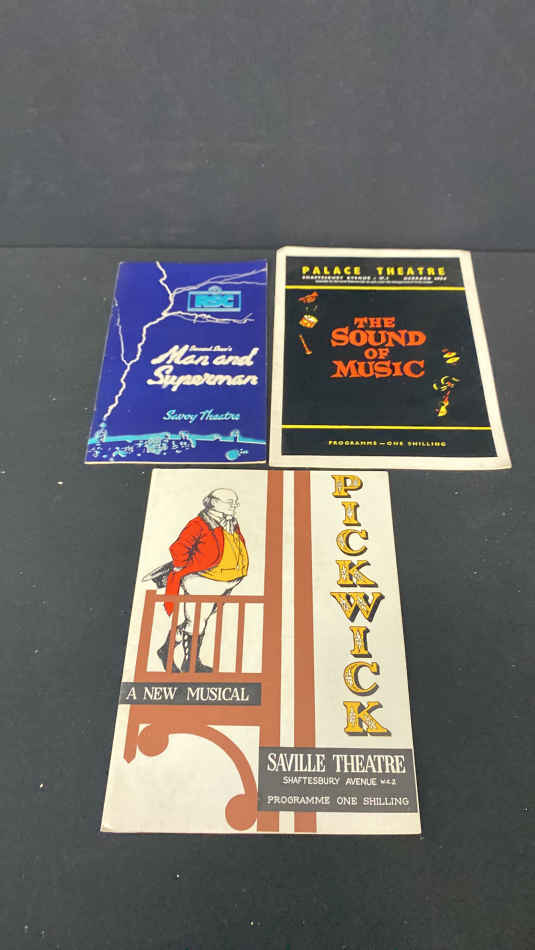 RSC
Bernard Shaw's
Man and
Superman
Savoy Theatre
PALACE THEATRE
SHAFTESBURY AVENUE · W.1
THE
SOUND
OF
MUSIC
PROGRAMME — ONE SHILLING
PICKWICK
A NEW MUSICAL
SAVILLE THEATRE
SHAFTESBURY AVENUE W.C.2
PROGRAMME ONE SHILLING